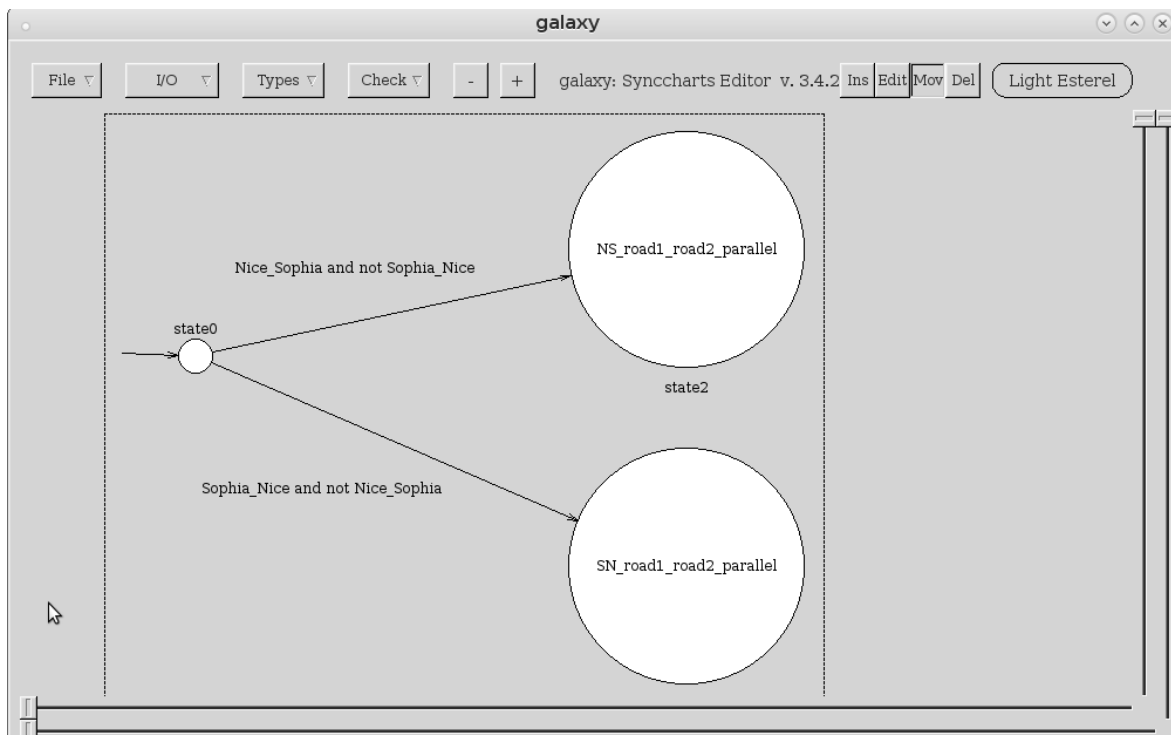 galaxy
File I/O Types Check - + galaxy: Synccharts Editor v. 3.4.2 Ins Edit Mov Del Light Esterel
NS_road1_road2_parallel
Nice_Sophia and not Sophia_Nice
state0
state2
Sophia_Nice and not Nice_Sophia
SN_road1_road2_parallel